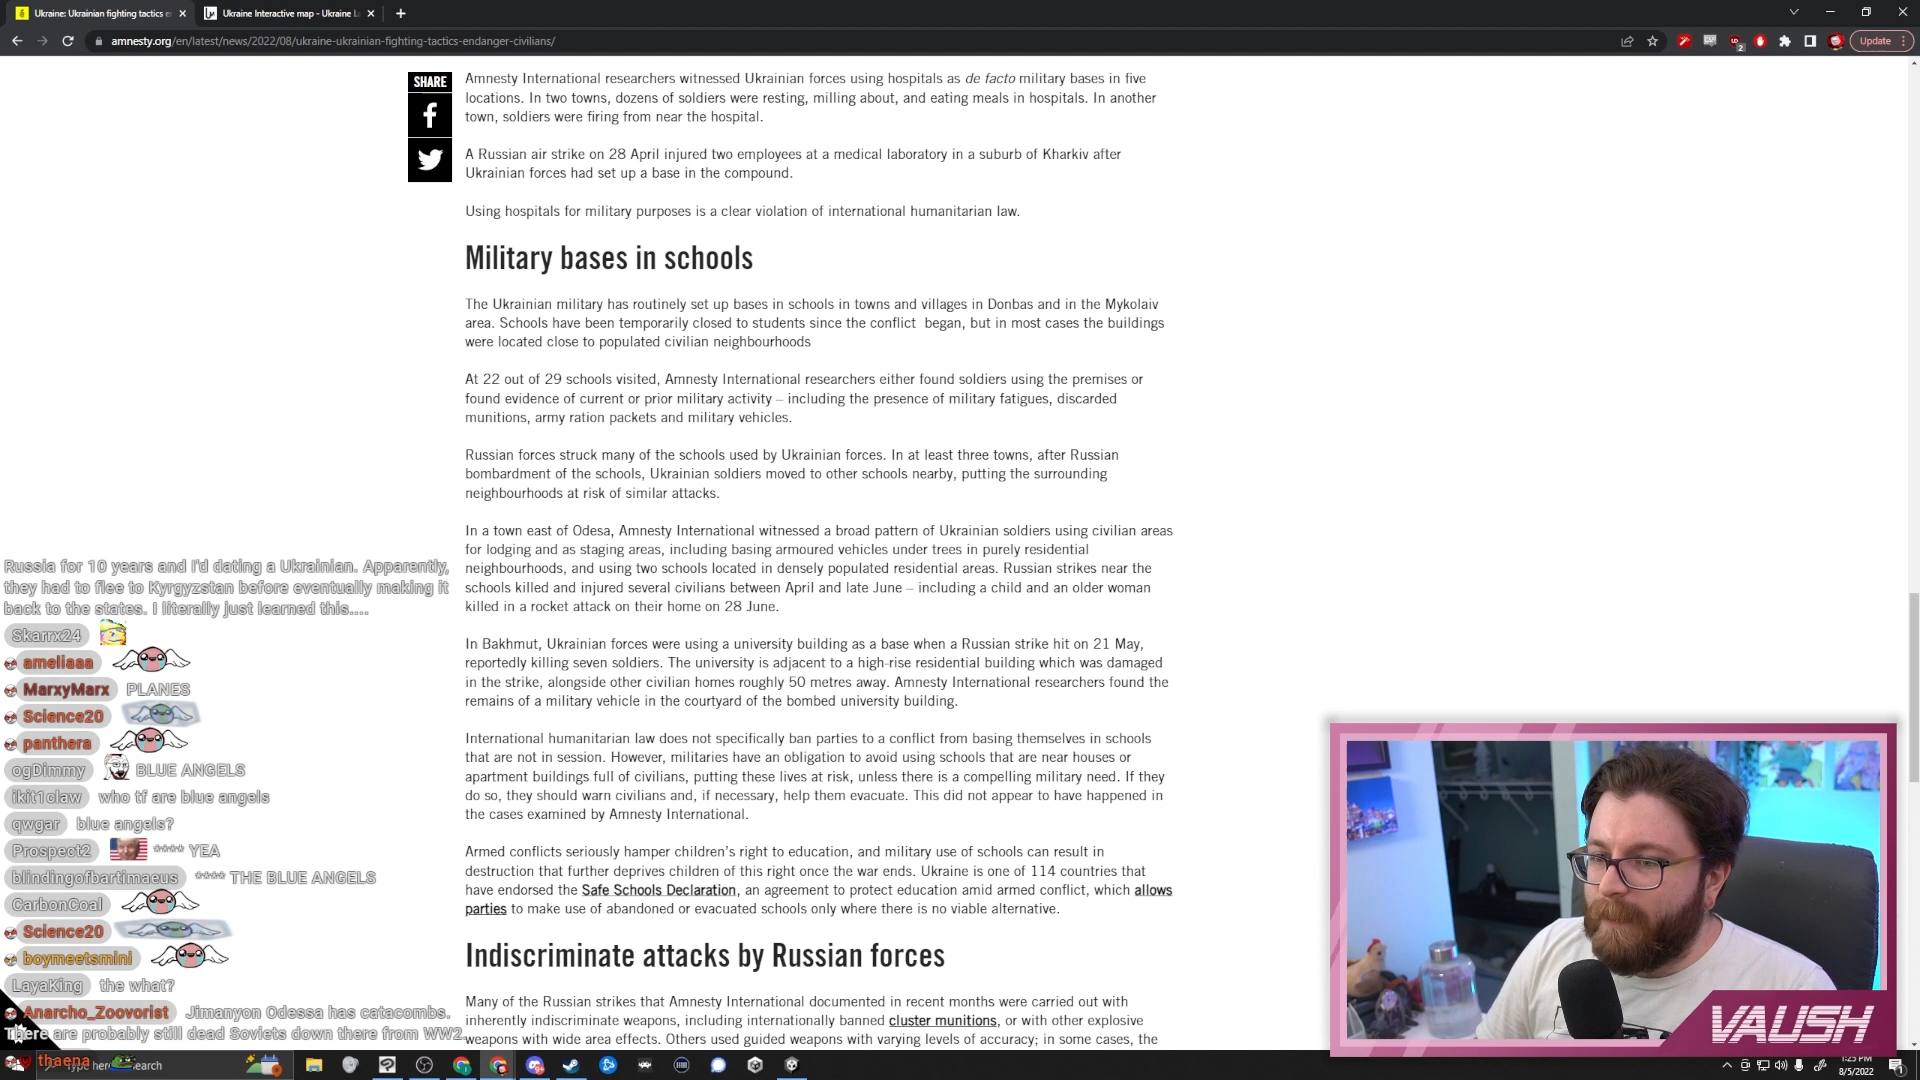 Ukraine: Ukrainian fighting tactics e
Ukraine Interactive map - Ukraine L
amnesty.org/en/latest/news/2022/08/ukraine-ukrainian-fighting-tactics-endanger-civilians/
2
Update
SHARE
Amnesty International researchers witnessed Ukrainian forces using hospitals as de facto military bases in five
locations. In two towns, dozens of soldiers were resting, milling about, and eating meals in hospitals. In another
town, soldiers were firing from near the hospital.
A Russian air strike on 28 April injured two employees at a medical laboratory in a suburb of Kharkiv after
Ukrainian forces had set up a base in the compound.
Using hospitals for military purposes is a clear violation of international humanitarian law.
Military bases in schools
The Ukrainian military has routinely set up bases in schools in towns and villages in Donbas and in the Mykolaiv
area. Schools have been temporarily closed to students since the conflict  began, but in most cases the buildings
were located close to populated civilian neighbourhoods
At 22 out of 29 schools visited, Amnesty International researchers either found soldiers using the premises or
found evidence of current or prior military activity – including the presence of military fatigues, discarded
munitions, army ration packets and military vehicles.
Russian forces struck many of the schools used by Ukrainian forces. In at least three towns, after Russian
bombardment of the schools, Ukrainian soldiers moved to other schools nearby, putting the surrounding
neighbourhoods at risk of similar attacks.
In a town east of Odesa, Amnesty International witnessed a broad pattern of Ukrainian soldiers using civilian areas
for lodging and as staging areas, including basing armoured vehicles under trees in purely residential
neighbourhoods, and using two schools located in densely populated residential areas. Russian strikes near the
schools killed and injured several civilians between April and late June – including a child and an older woman
killed in a rocket attack on their home on 28 June.
In Bakhmut, Ukrainian forces were using a university building as a base when a Russian strike hit on 21 May,
reportedly killing seven soldiers. The university is adjacent to a high-rise residential building which was damaged
in the strike, alongside other civilian homes roughly 50 metres away. Amnesty International researchers found the
remains of a military vehicle in the courtyard of the bombed university building.
International humanitarian law does not specifically ban parties to a conflict from basing themselves in schools
that are not in session. However, militaries have an obligation to avoid using schools that are near houses or
apartment buildings full of civilians, putting these lives at risk, unless there is a compelling military need. If they
do so, they should warn civilians and, if necessary, help them evacuate. This did not appear to have happened in
the cases examined by Amnesty International.
Armed conflicts seriously hamper children's right to education, and military use of schools can result in
destruction that further deprives children of this right once the war ends. Ukraine is one of 114 countries that
have endorsed the Safe Schools Declaration, an agreement to protect education amid armed conflict, which allows
parties to make use of abandoned or evacuated schools only where there is no viable alternative.
Indiscriminate attacks by Russian forces
Many of the Russian strikes that Amnesty International documented in recent months were carried out with
inherently indiscriminate weapons, including internationally banned cluster munitions, or with other explosive
weapons with wide area effects. Others used guided weapons with varying levels of accuracy; in some cases, the
Russia for 10 years and I'd dating a Ukrainian. Apparently,
they had to flee to Kyrgyzstan before eventually making it
back to the states. I literally just learned this....
Skarrx24
ameliaaa
MarxyMarx PLANES
Science20
panthera
ogDimmy BLUE ANGELS
ikit1claw who tf are blue angels
qwgar blue angels?
Prospect2 **** YEA
blindingofbartimaeus **** THE BLUE ANGELS
CarbonCoal
Science20
boymeetsmini
LayaKing the what?
Anarcho_Zoovorist Jimanyon Odessa has catacombs.
There are probably still dead Soviets down there from WW2
thaena
VAUSH
1:25 PM
8/5/2022